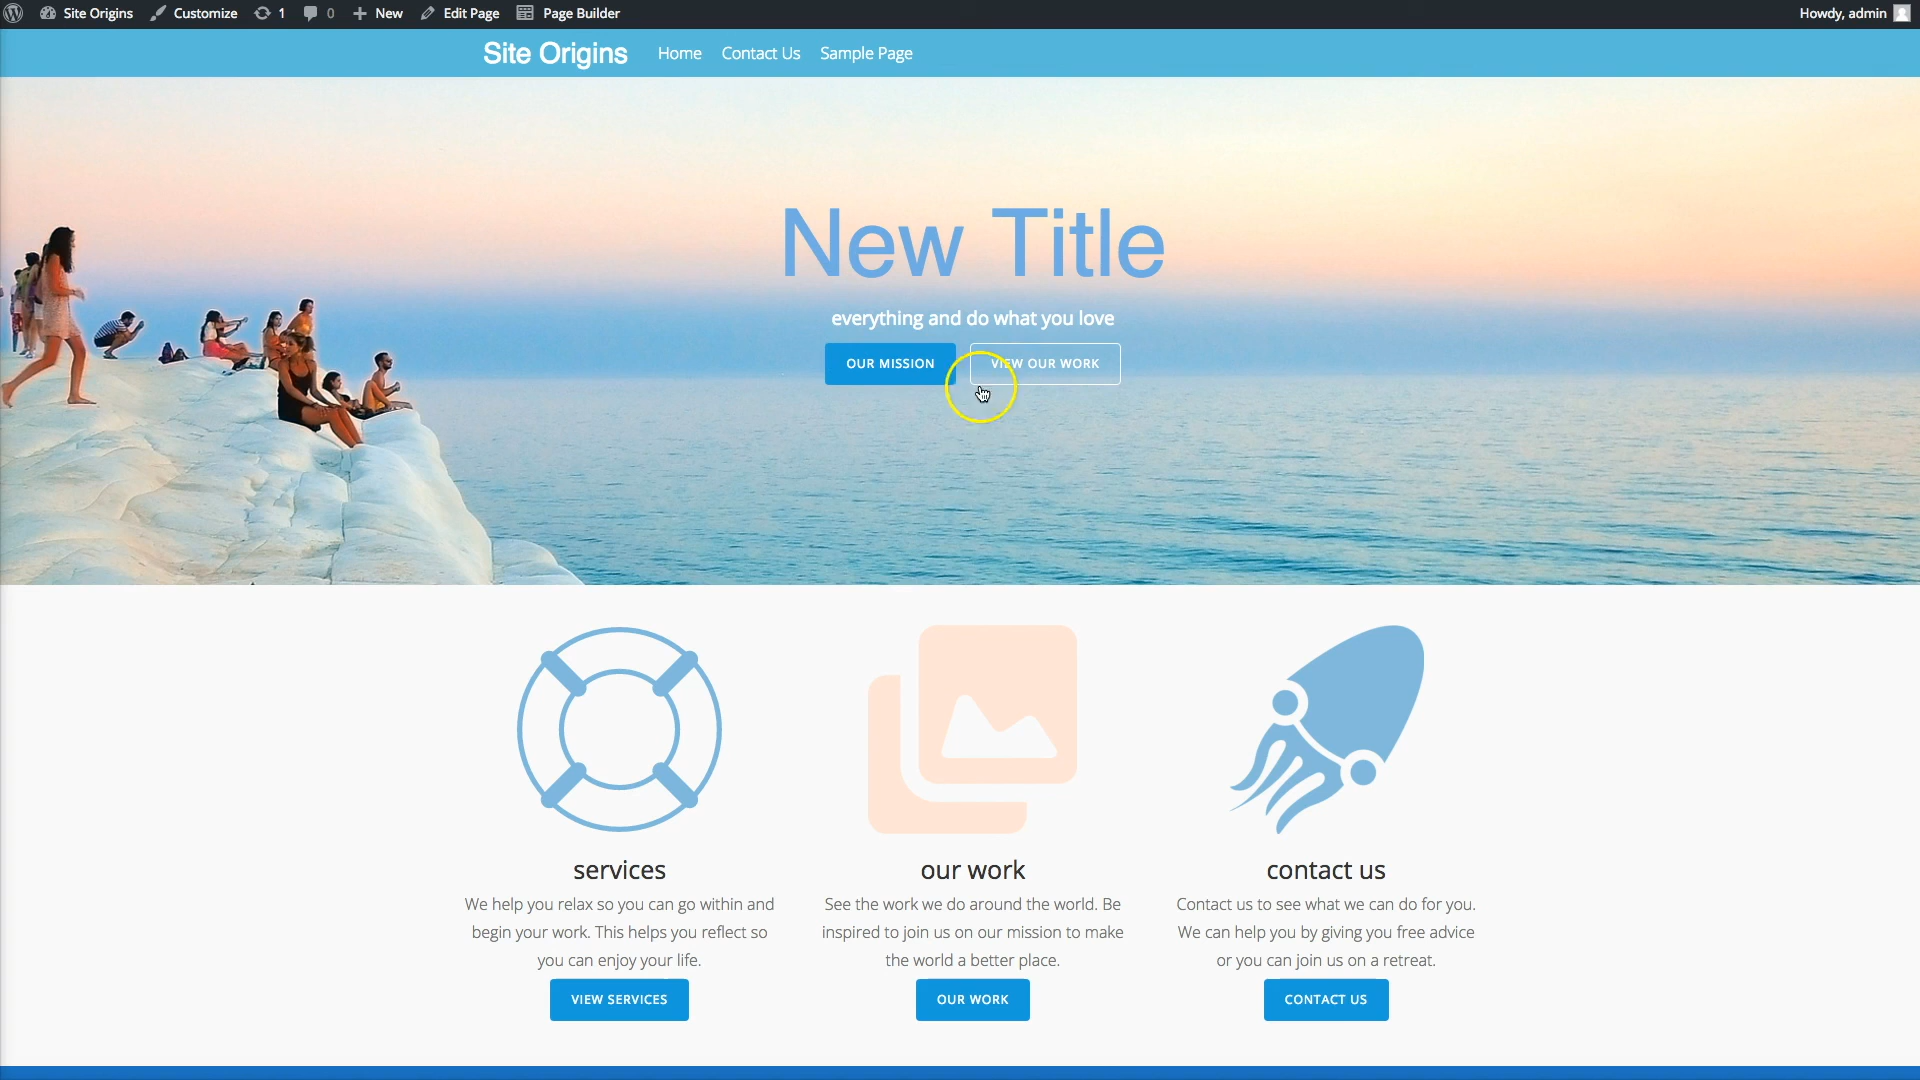 Site Origins Customize 1 0 New Edit Page Page Builder Howdy, admin
Site Origins Home Contact Us Sample Page
New Title
everything and do what you love
OUR MISSION VIEW OUR WORK
services our work contact us
We help you relax so you can go within and
begin your work. This helps you reflect so
you can enjoy your life.
VIEW SERVICES
See the work we do around the world. Be
inspired to join us on our mission to make
the world a better place.
OUR WORK
Contact us to see what we can do for you.
We can help you by giving you free advice
or you can join us on a retreat.
CONTACT US